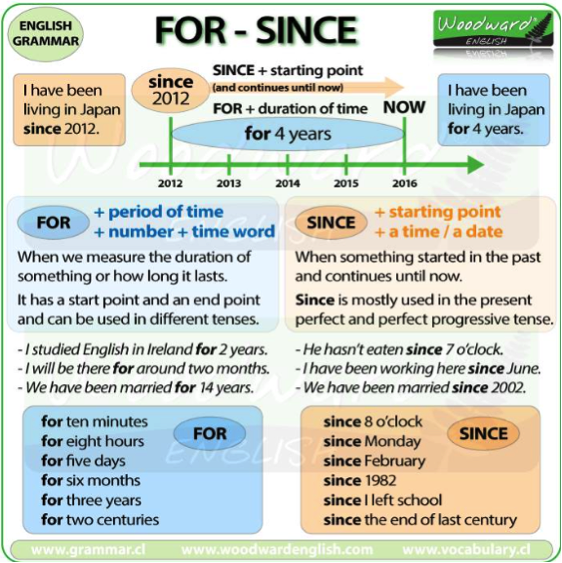 ENGLISH
GRAMMAR
FOR - SINCE
Woodward®
ENGLISH
I have been
living in Japan
since 2012.
since
2012
SINCE + starting point
(and continues until now)
FOR + duration of time
NOW
for 4 years
2012 2013 2014 2015 2016
I have been
living in Japan
for 4 years.
FOR
+ period of time
+ number + time word
When we measure the duration of
something or how long it lasts.
It has a start point and an end point
and can be used in different tenses.
- I studied English in Ireland for 2 years.
- I will be there for around two months.
- We have been married for 14 years.
SINCE
+ starting point
+ a time / a date
When something started in the past
and continues until now.
Since is mostly used in the present
perfect and perfect progressive tense.
- He hasn't eaten since 7 o'clock.
- I have been working here since June.
- We have been married since 2002.
for ten minutes
for eight hours
for five days
for six months
for three years
for two centuries
FOR
since 8 o'clock
since Monday
since February
since 1982
since I left school
since the end of last century
SINCE
Woodward®
ENGLISH
www.grammar.cl www.woodwardenglish.com www.vocabulary.cl